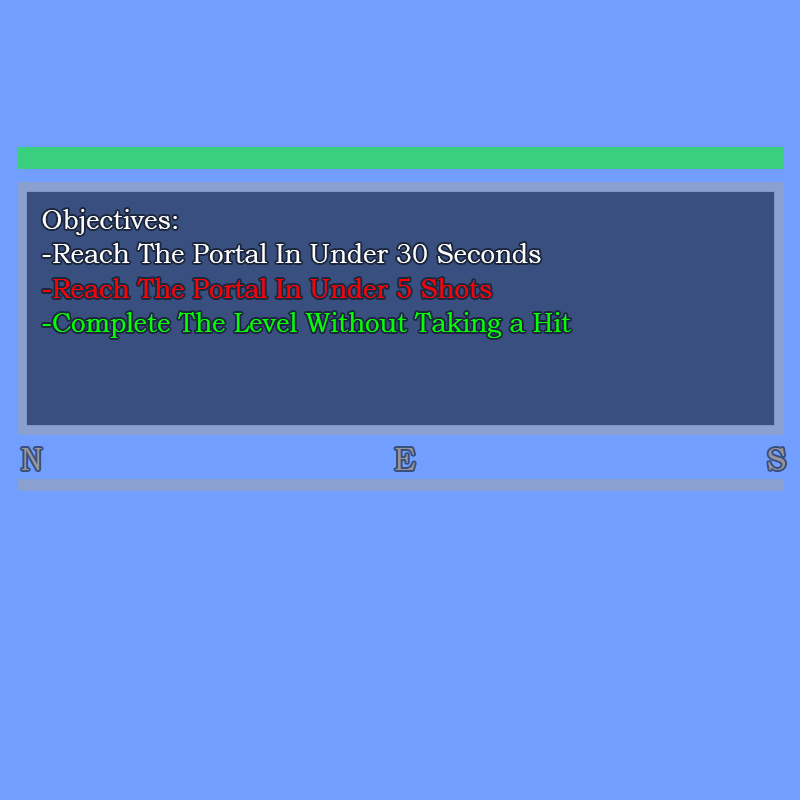 Objectives:
-Reach The Portal In Under 30 Seconds
-Reach The Portal In Under 5 Shots
-Complete The Level Without Taking a Hit
N E S